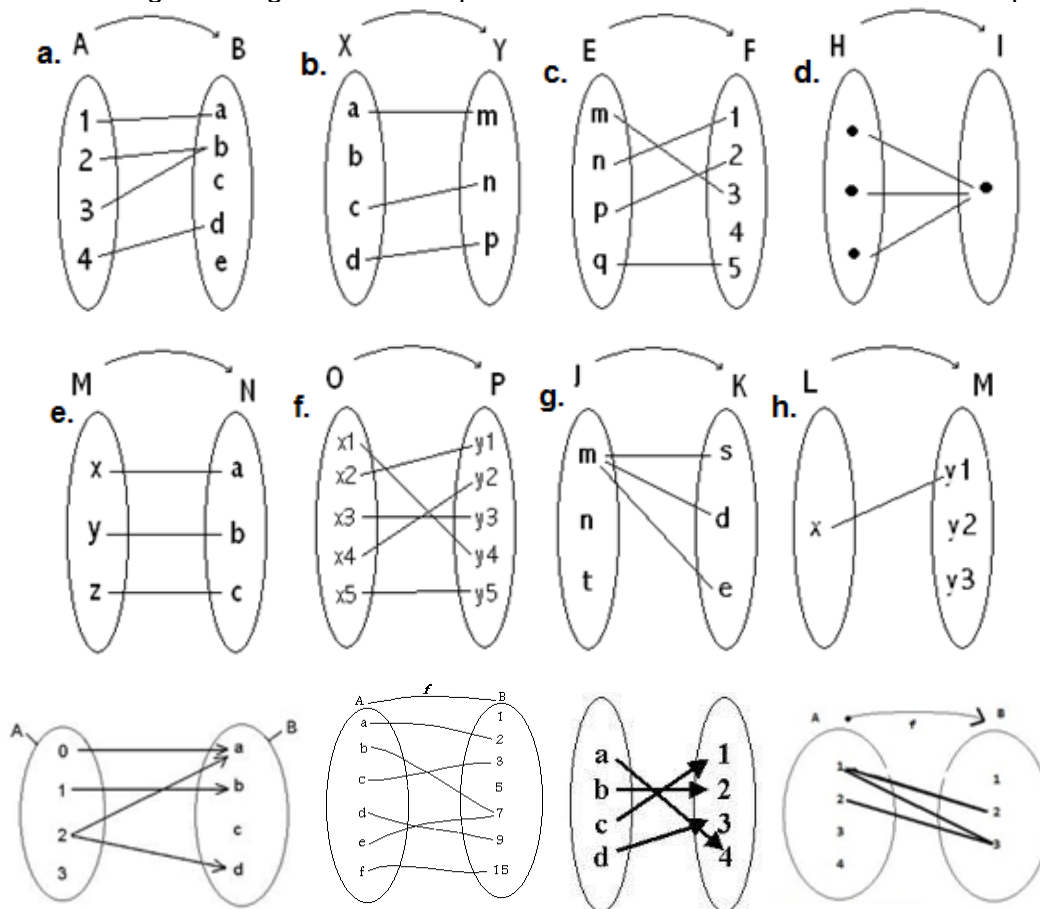 A B
a.
1 a
2 b
3 c
4 d
e
X Y
b.
a m
b
c n
d p
E F
c.
m 1
n 2
p 3
q 4
5
H I
d.
M N
e.
x a
y b
z c
O P
f.
x1 y1
x2 y2
x3 y3
x4 y4
x5 y5
J K
g.
m s
n d
t e
L M
h.
x y1
y2
y3
A B
0 a
1 b
2 c
3 d
f
A B
a 1
b 2
c 3
d 5
e 7
f 9
15
a 1
b 2
c 3
d 4
A f B
1 1
2 2
3 3
4